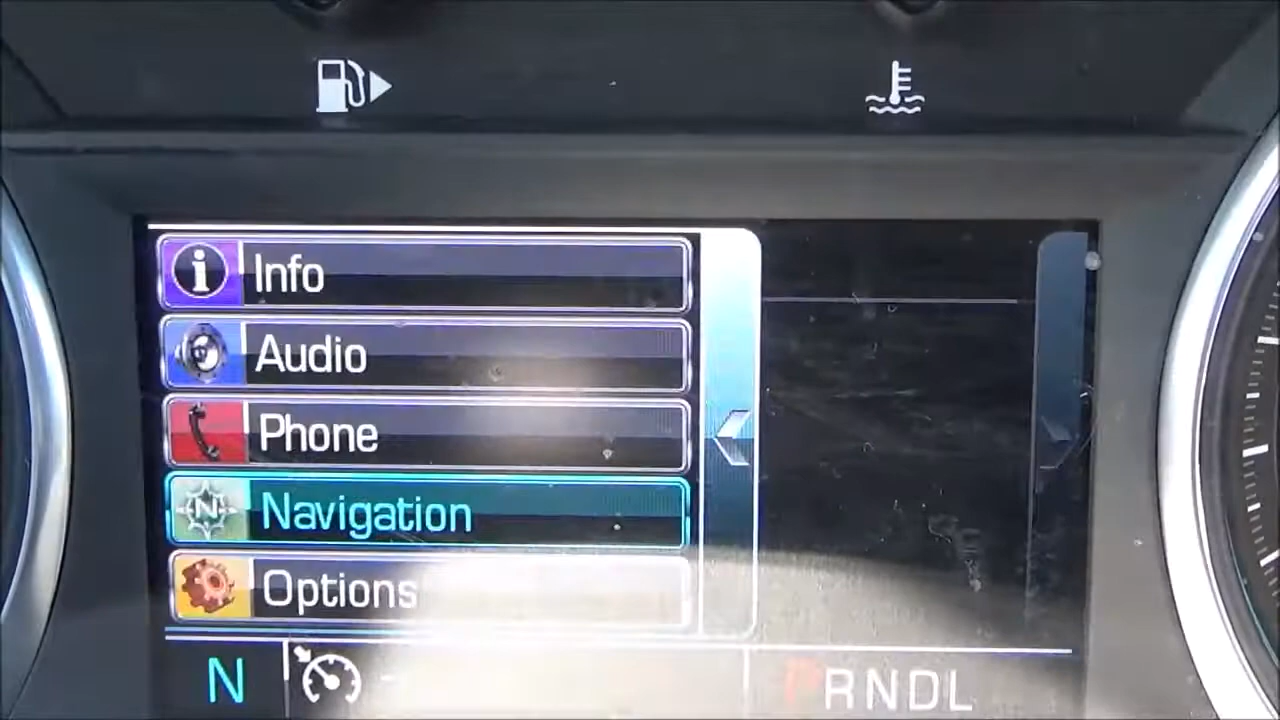 Info
Audio
Phone
N Navigation
Options
N
PRNDL